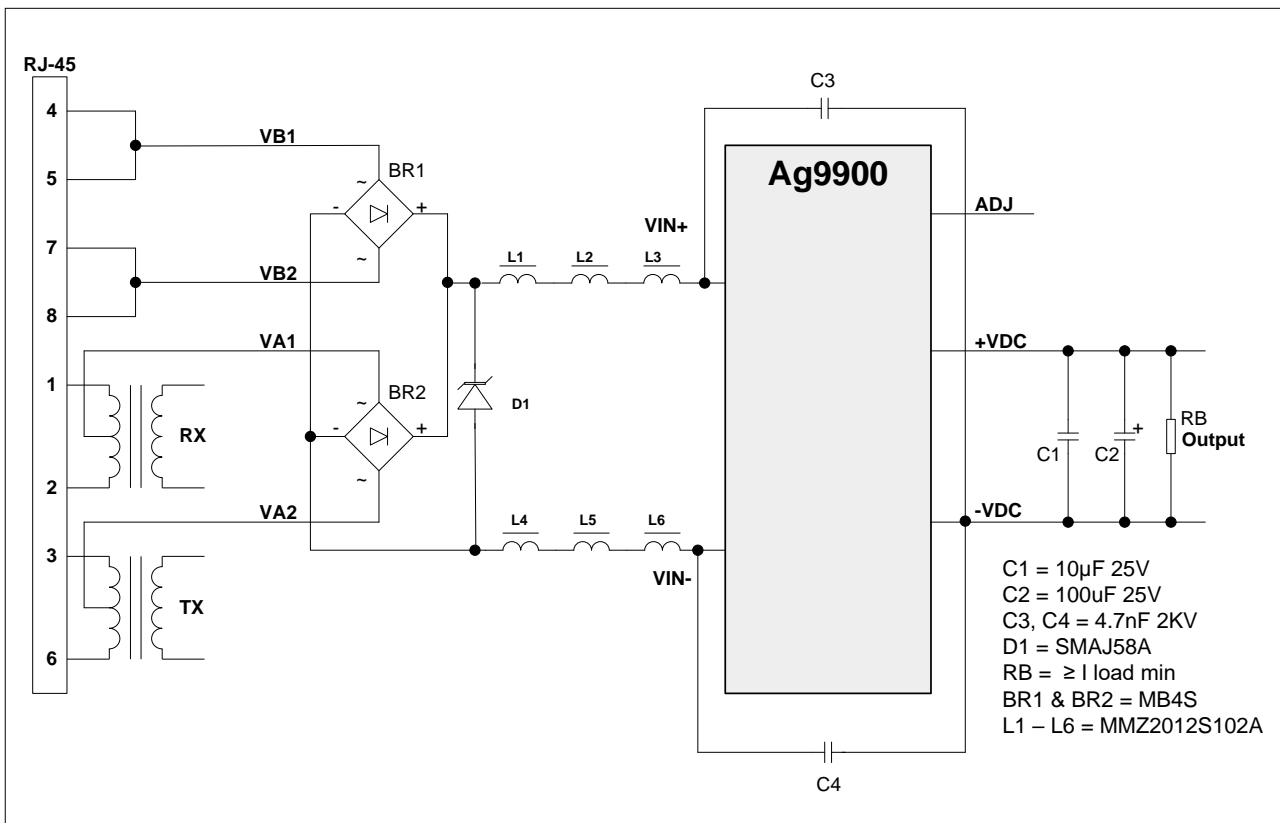 RJ-45
4
5
7
8
1
2
3
6
VB1
VB2
VA1
VA2
RX
TX
~
BR1
-
+
~
~
BR2
-
+
~
D1
L1
L2
L3
VIN+
L4
L5
L6
VIN-
C3
Ag9900
C4
ADJ
+VDC
-VDC
C1
C2
+
RB
Output
C1 = 10µF 25V
C2 = 100uF 25V
C3, C4 = 4.7nF 2KV
D1 = SMAJ58A
RB = ≥ I load min
BR1 & BR2 = MB4S
L1 – L6 = MMZ2012S102A